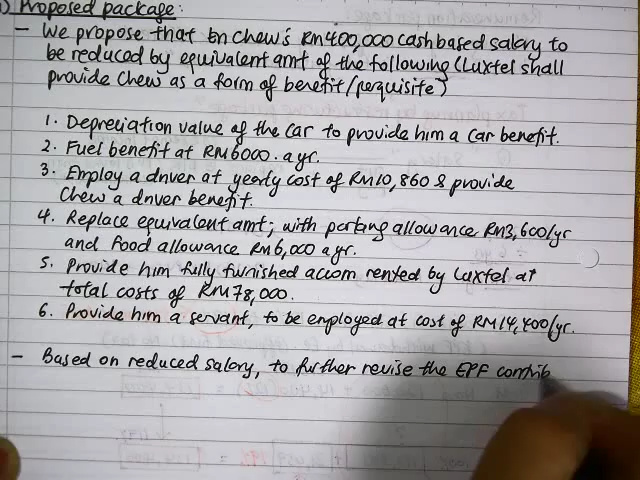 ) Proposed package:
- We propose that En Chew's RM400,000 cash based salary to
be reduced by equivalent amt of the following (Luxtel shall
provide Chew as a form of benefit/perquisite)
1. Depreciation value of the car to provide him a car benefit.
2. Fuel benefit at RM6000. a yr.
3. Employ a driver at yearly cost of RM10,860 & provide
Chew a driver benefit.
4. Replace equivalent amt; with parking allowance RM3,600/yr
and food allowance RM6,000 a yr.
5. Provide him fully furnished accom rented by Luxtel at
total costs of RM78,000.
6. Provide him a servant, to be employed at cost of RM14,400/yr.
- Based on reduced salary, to further revise the EPF contrib